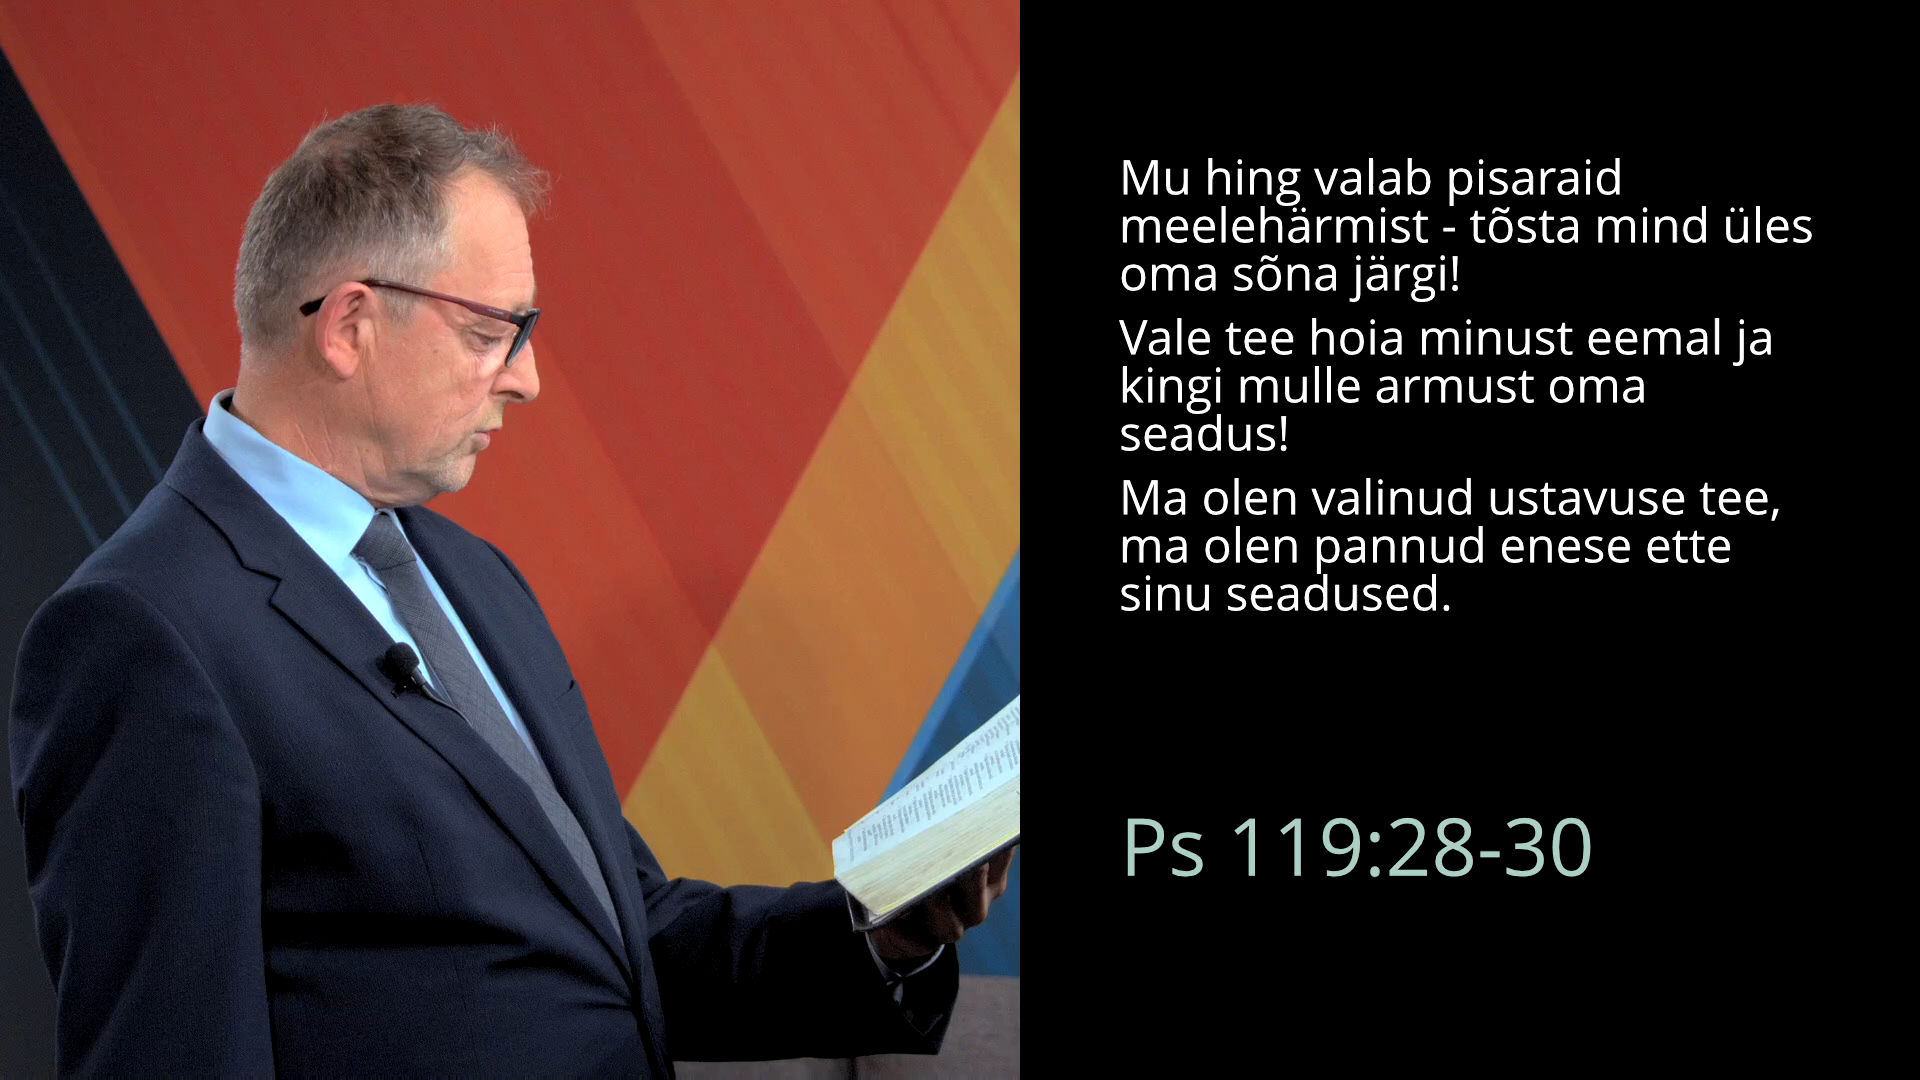 Mu hing valab pisaraid
meelehärmist - tõsta mind üles
oma sõna järgi!
Vale tee hoia minust eemal ja
kingi mulle armust oma
seadus!
Ma olen valinud ustavuse tee,
ma olen pannud enese ette
sinu seadused.
Ps 119:28-30